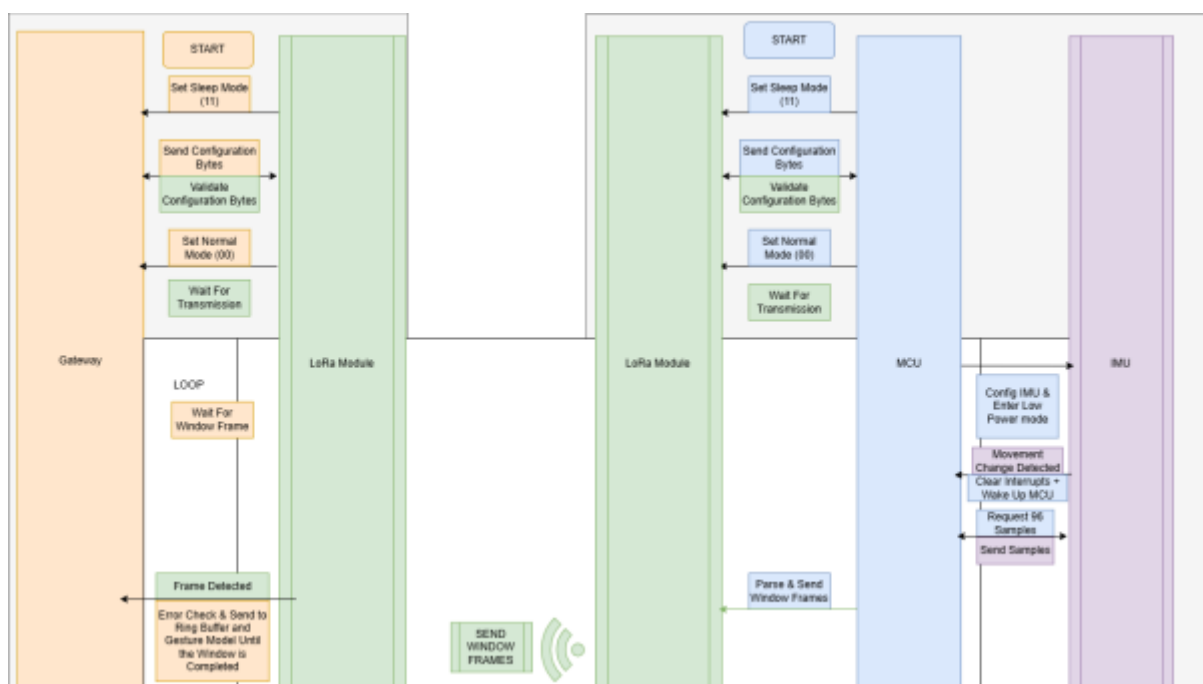 START
Set Sleep Mode
(11)
Send Configuration
Bytes
Validate
Configuration Bytes
Set Normal
Mode (00)
Wait For
Transmission
Gateway
LoRa Module
LOOP
Wait For
Window Frame
Frame Detected
Error Check & Send to
Ring Buffer and
Gesture Model Until
the Window is
Completed
SEND
WINDOW
FRAMES
START
Set Sleep Mode
(11)
Send Configuration
Bytes
Validate
Configuration Bytes
Set Normal
Mode (00)
Wait For
Transmission
LoRa Module
MCU
IMU
Config IMU &
Enter Low
Power mode
Movement
Change Detected
Clear Interrupts +
Wake Up MCU
Request 96
Samples
Send Samples
Parse & Send
Window Frames